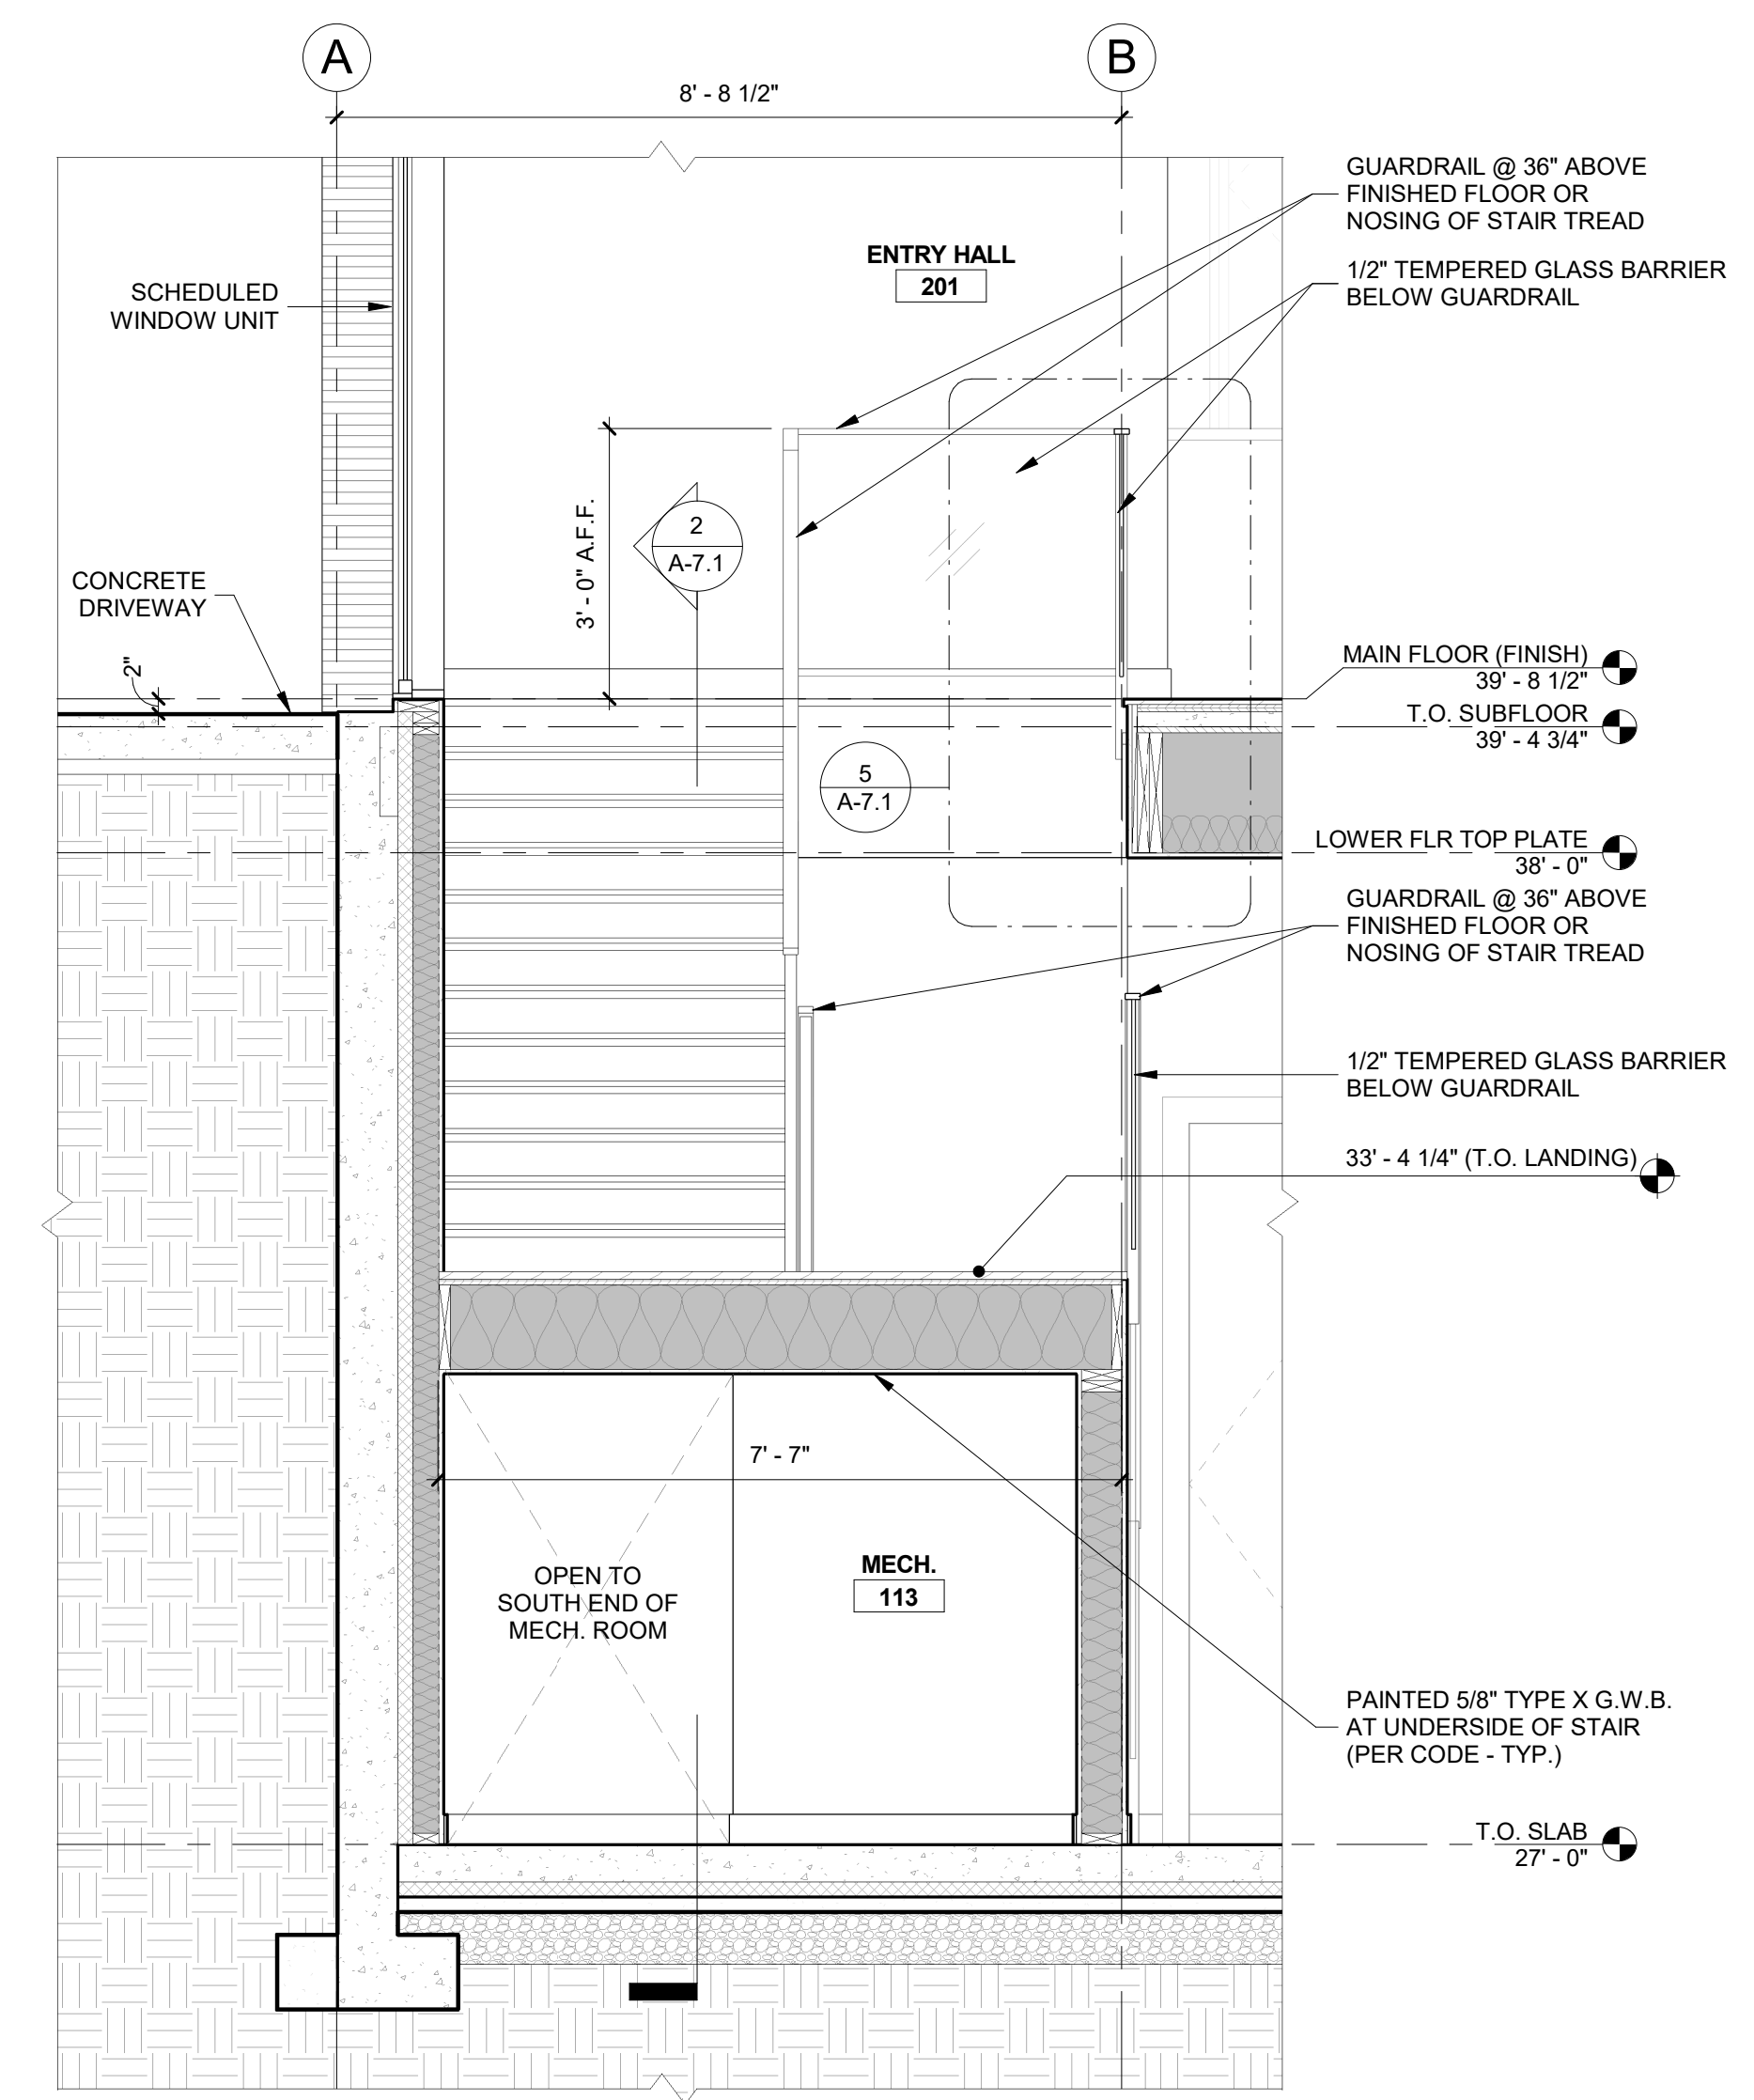 A
B
8' - 8 1/2"
GUARDRAIL @ 36" ABOVE
FINISHED FLOOR OR
NOSING OF STAIR TREAD
ENTRY HALL
201
1/2" TEMPERED GLASS BARRIER
BELOW GUARDRAIL
SCHEDULED
WINDOW UNIT
3' - 0" A.F.F.
2
A-7.1
CONCRETE
DRIVEWAY
2"
MAIN FLOOR (FINISH)
39' - 8 1/2"
T.O. SUBFLOOR
39' - 4 3/4"
5
A-7.1
LOWER FLR TOP PLATE
38' - 0"
GUARDRAIL @ 36" ABOVE
FINISHED FLOOR OR
NOSING OF STAIR TREAD
1/2" TEMPERED GLASS BARRIER
BELOW GUARDRAIL
33' - 4 1/4" (T.O. LANDING)
7' - 7"
OPEN TO
SOUTH END OF
MECH. ROOM
MECH.
113
PAINTED 5/8" TYPE X G.W.B.
AT UNDERSIDE OF STAIR
(PER CODE - TYP.)
T.O. SLAB
27' - 0"